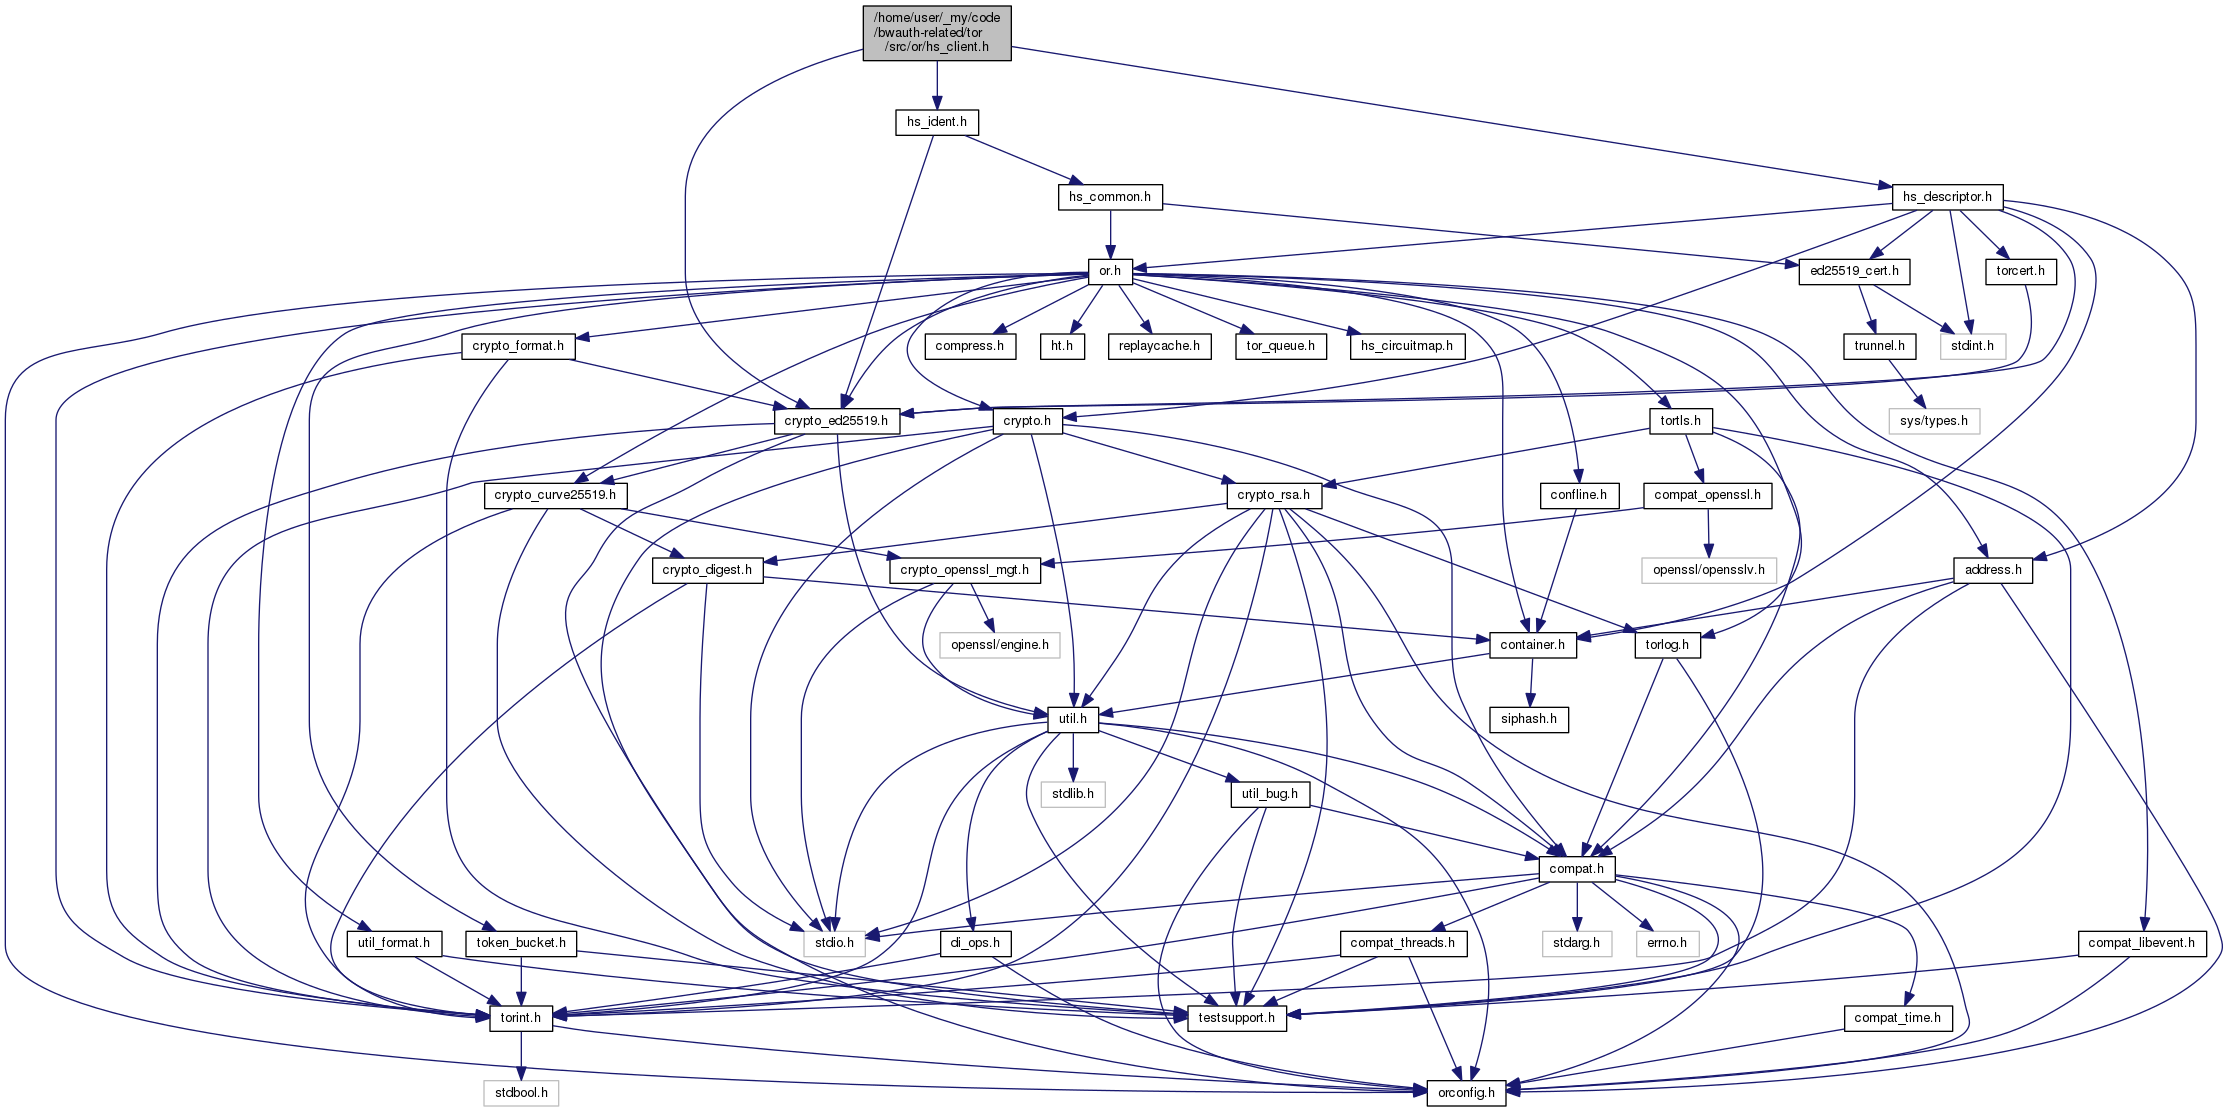 /home/user/_my/code
/bwauth-related/tor
/src/or/hs_client.h
hs_ident.h
hs_common.h
hs_descriptor.h
or.h
ed25519_cert.h
torcert.h
crypto_format.h
compress.h
ht.h
replaycache.h
tor_queue.h
hs_circuitmap.h
trunnel.h
stdint.h
crypto_ed25519.h
crypto.h
tortls.h
sys/types.h
crypto_curve25519.h
crypto_rsa.h
confline.h
compat_openssl.h
crypto_digest.h
crypto_openssl_mgt.h
openssl/opensslv.h
address.h
openssl/engine.h
container.h
torlog.h
util.h
siphash.h
stdlib.h
util_bug.h
compat.h
util_format.h
token_bucket.h
stdio.h
di_ops.h
compat_threads.h
stdarg.h
errno.h
compat_libevent.h
torint.h
testsupport.h
compat_time.h
stdbool.h
orconfig.h